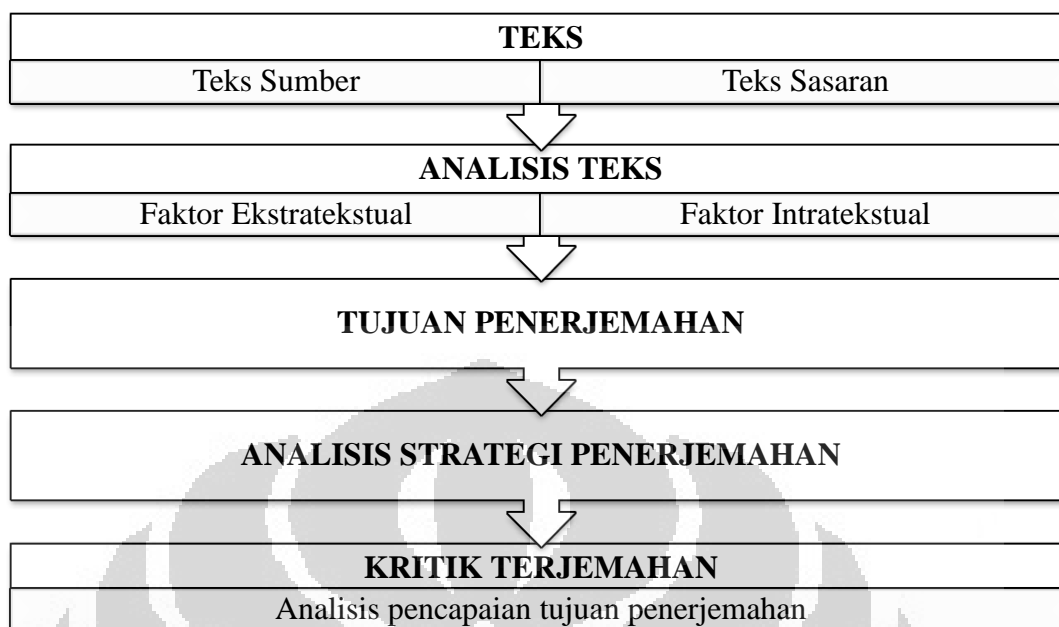 TEKS
Teks Sumber Teks Sasaran
ANALISIS TEKS
Faktor Ekstratekstual Faktor Intratekstual
TUJUAN PENERJEMAHAN
ANALISIS STRATEGI PENERJEMAHAN
KRITIK TERJEMAHAN
Analisis pencapaian tujuan penerjemahan